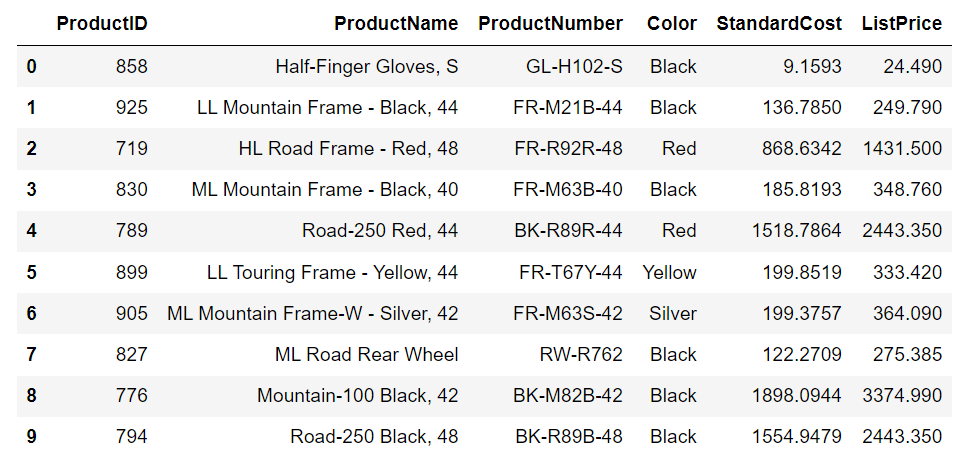 ProductID ProductName ProductNumber Color StandardCost ListPrice
0 858 Half-Finger Gloves, S GL-H102-S Black 9.1593 24.490
1 925 LL Mountain Frame - Black, 44 FR-M21B-44 Black 136.7850 249.790
2 719 HL Road Frame - Red, 48 FR-R92R-48 Red 868.6342 1431.500
3 830 ML Mountain Frame - Black, 40 FR-M63B-40 Black 185.8193 348.760
4 789 Road-250 Red, 44 BK-R89R-44 Red 1518.7864 2443.350
5 899 LL Touring Frame - Yellow, 44 FR-T67Y-44 Yellow 199.8519 333.420
6 905 ML Mountain Frame-W - Silver, 42 FR-M63S-42 Silver 199.3757 364.090
7 827 ML Road Rear Wheel RW-R762 Black 122.2709 275.385
8 776 Mountain-100 Black, 42 BK-M82B-42 Black 1898.0944 3374.990
9 794 Road-250 Black, 48 BK-R89B-48 Black 1554.9479 2443.350